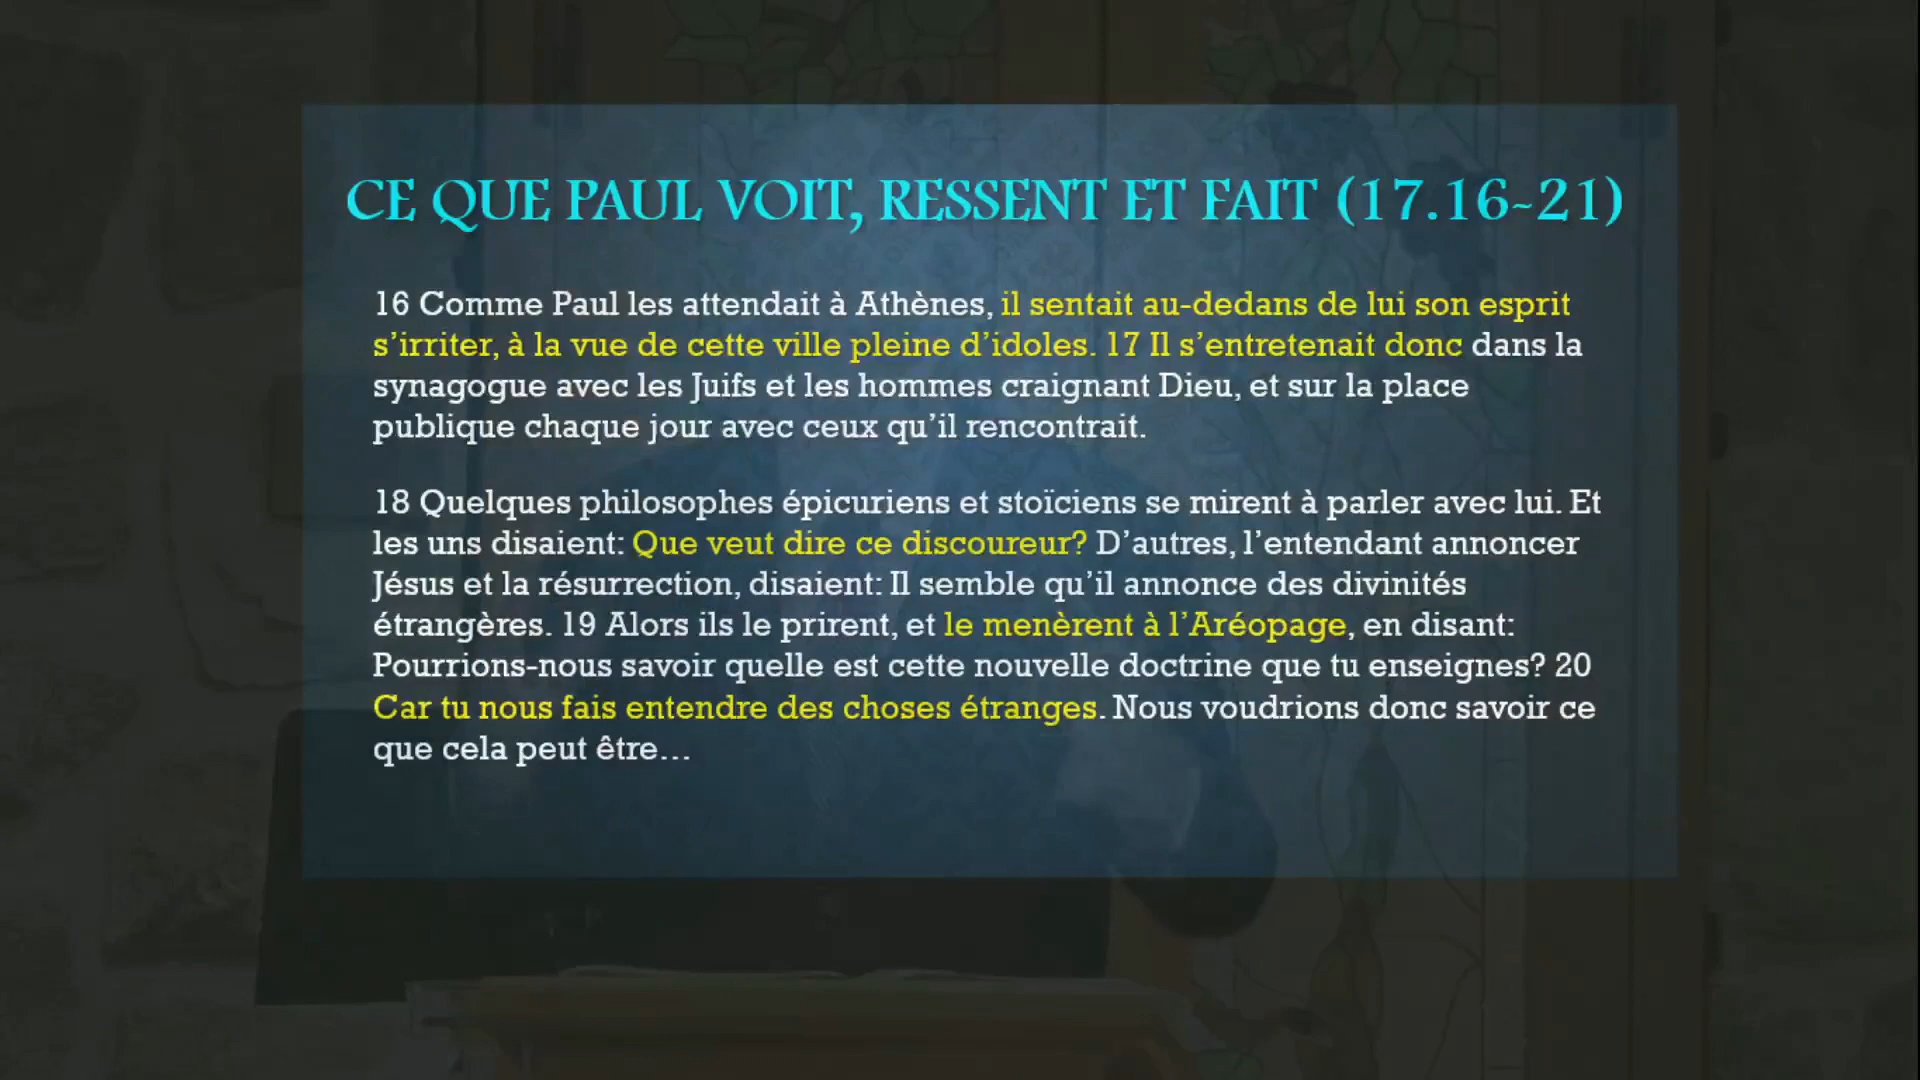 CE QUE PAUL VOIT, RESSENT ET FAIT (17.16-21)
16 Comme Paul les attendait à Athènes, il sentait au-dedans de lui son esprit
s’irriter, à la vue de cette ville pleine d’idoles. 17 Il s’entretenait donc dans la
synagogue avec les Juifs et les hommes craignant Dieu, et sur la place
publique chaque jour avec ceux qu’il rencontrait.
18 Quelques philosophes épicuriens et stoïciens se mirent à parler avec lui. Et
les uns disaient: Que veut dire ce discoureur? D’autres, l’entendant annoncer
Jésus et la résurrection, disaient: Il semble qu’il annonce des divinités
étrangères. 19 Alors ils le prirent, et le menèrent à l’Aréopage, en disant:
Pourrions-nous savoir quelle est cette nouvelle doctrine que tu enseignes? 20
Car tu nous fais entendre des choses étranges. Nous voudrions donc savoir ce
que cela peut être…